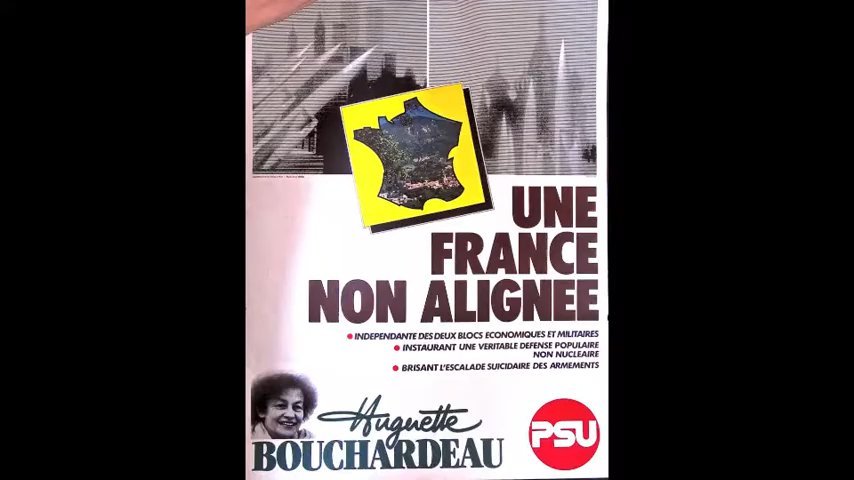 UNE
FRANCE
NON ALIGNEE
INDEPENDANTE DES DEUX BLOCS ECONOMIQUES ET MILITAIRES
INSTAURANT UNE VERITABLE DEFENSE POPULAIRE
NON NUCLEAIRE
BRISANT L'ESCALADE SUICIDAIRE DES ARMEMENTS
Huguette
BOUCHARDEAU
PSU